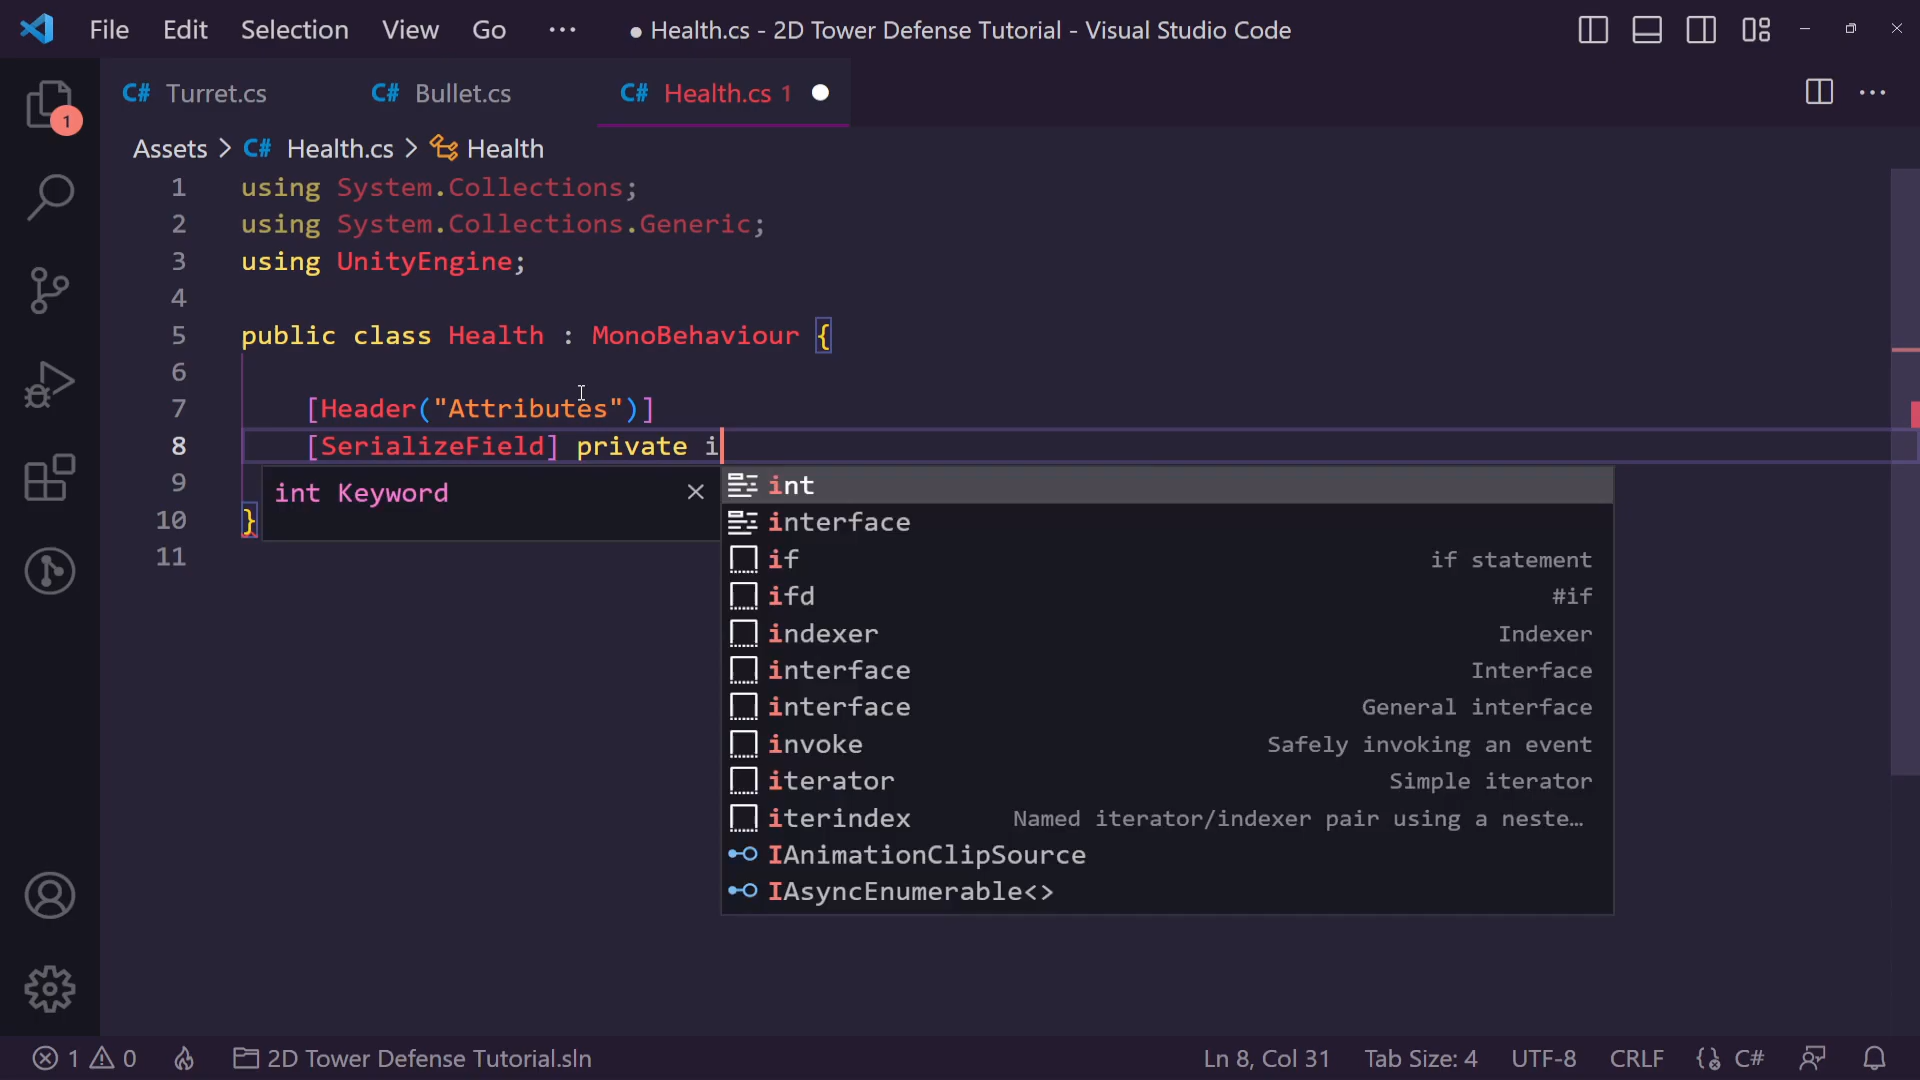 File Edit Selection View Go ··· ● Health.cs - 2D Tower Defense Tutorial - Visual Studio Code
C# Turret.cs C# Bullet.cs C# Health.cs 1
1
Assets > C# Health.cs > Health
1 using System.Collections;
2 using System.Collections.Generic;
3 using UnityEngine;
4
5 public class Health : MonoBehaviour {
6
7 [Header("Attributes")]
8 [SerializeField] private i
9
10 }
11
int Keyword
int
interface
if if statement
ifd #if
indexer Indexer
interface Interface
interface General interface
invoke Safely invoking an event
iterator Simple iterator
iterindex Named iterator/indexer pair using a neste…
IAnimationClipSource
IAsyncEnumerable<>
1 0 2D Tower Defense Tutorial.sln Ln 8, Col 31 Tab Size: 4 UTF-8 CRLF C#